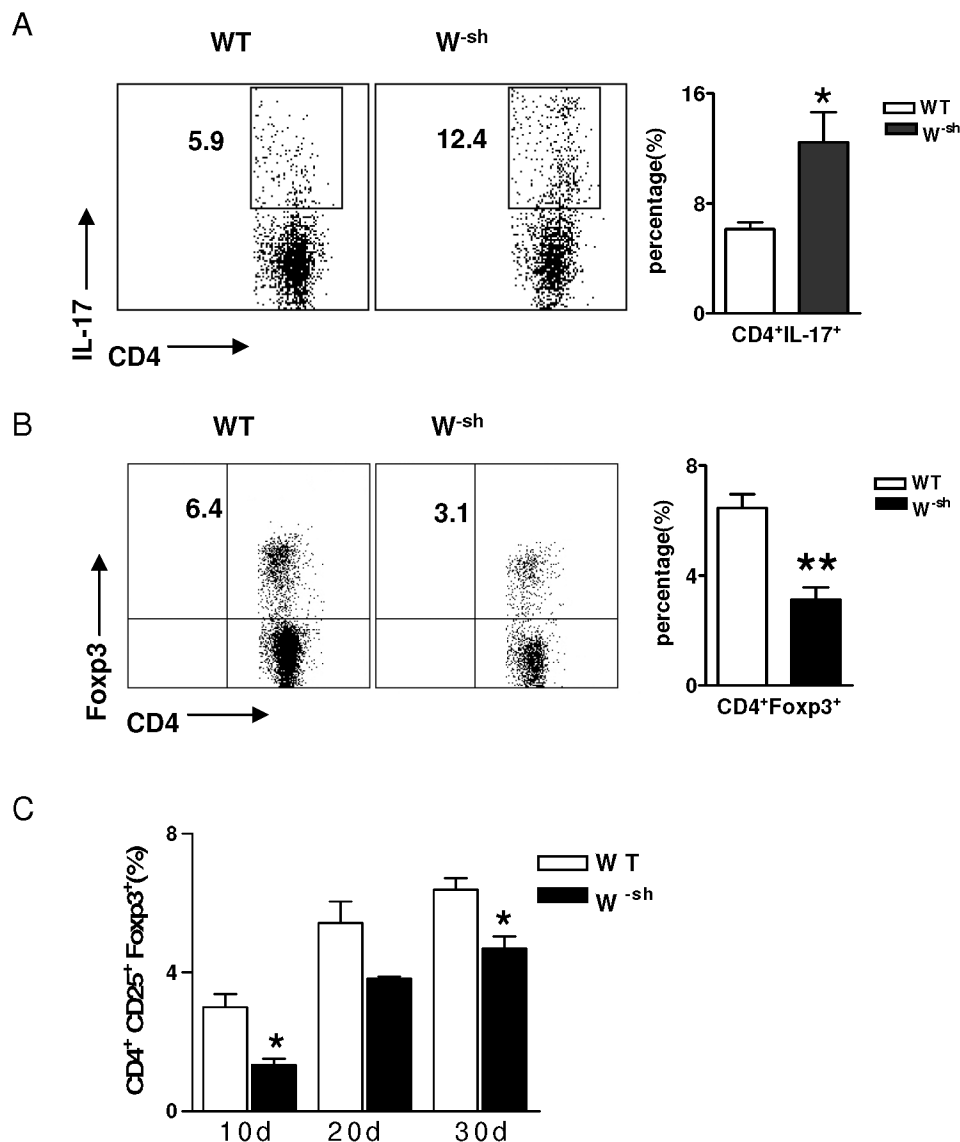 A
WT
W-sh
5.9
12.4
IL-17
CD4
percentage(%)
16
8
0
*
CD4+IL-17+
WT
W-sh
B
WT
W-sh
6.4
3.1
Foxp3
CD4
percentage(%)
8
4
0
**
CD4+Foxp3+
WT
W-sh
C
CD4+ CD25+ Foxp3+(%)
8
4
0
*
*
10d 20d 30d
W T
W -sh